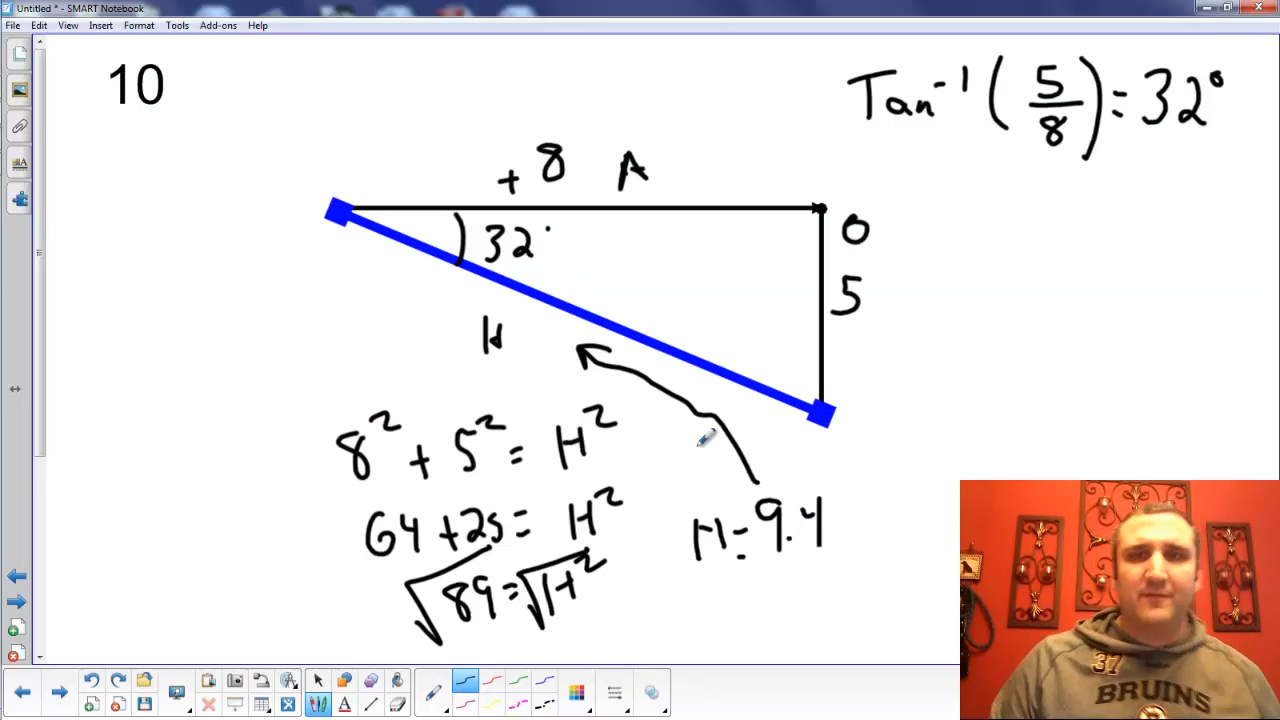 Untitled * - SMART Notebook
File Edit View Insert Format Tools Add-ons Help
10
Tan⁻¹ ( 5/8 ) = 32°
+8 A
32°
O
5
H
8² + 5² = H²
64 + 25 = H²
√89 = √H²
H = 9.4
37
BRUINS
A